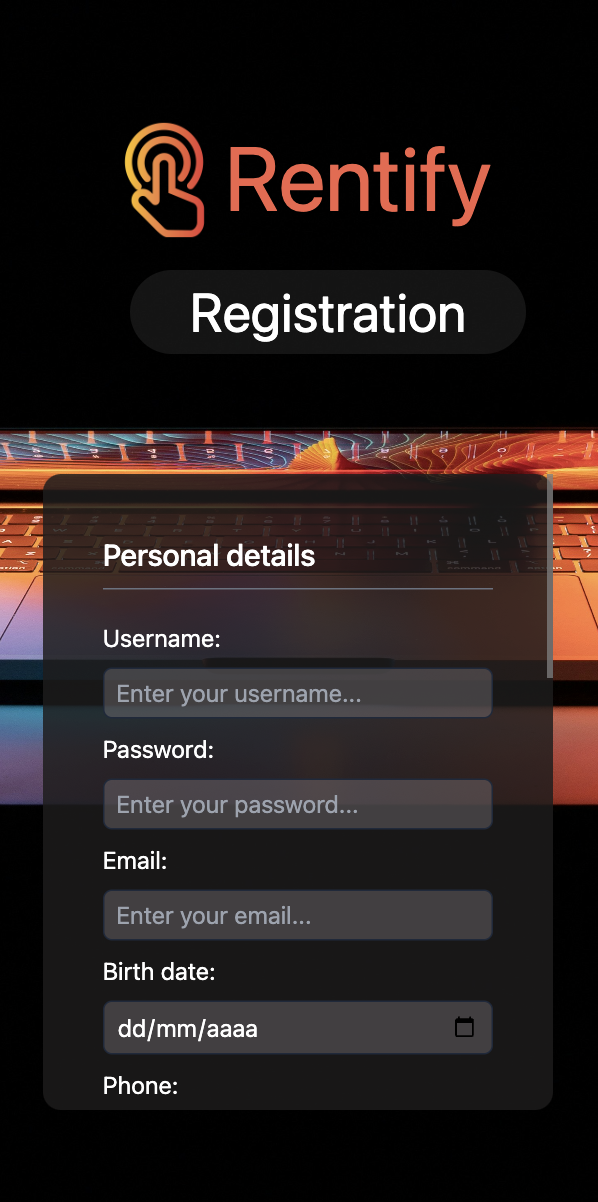 Rentify
Registration
Personal details
Username:
Enter your username...
Password:
Enter your password...
Email:
Enter your email...
Birth date:
dd/mm/aaaa
Phone: